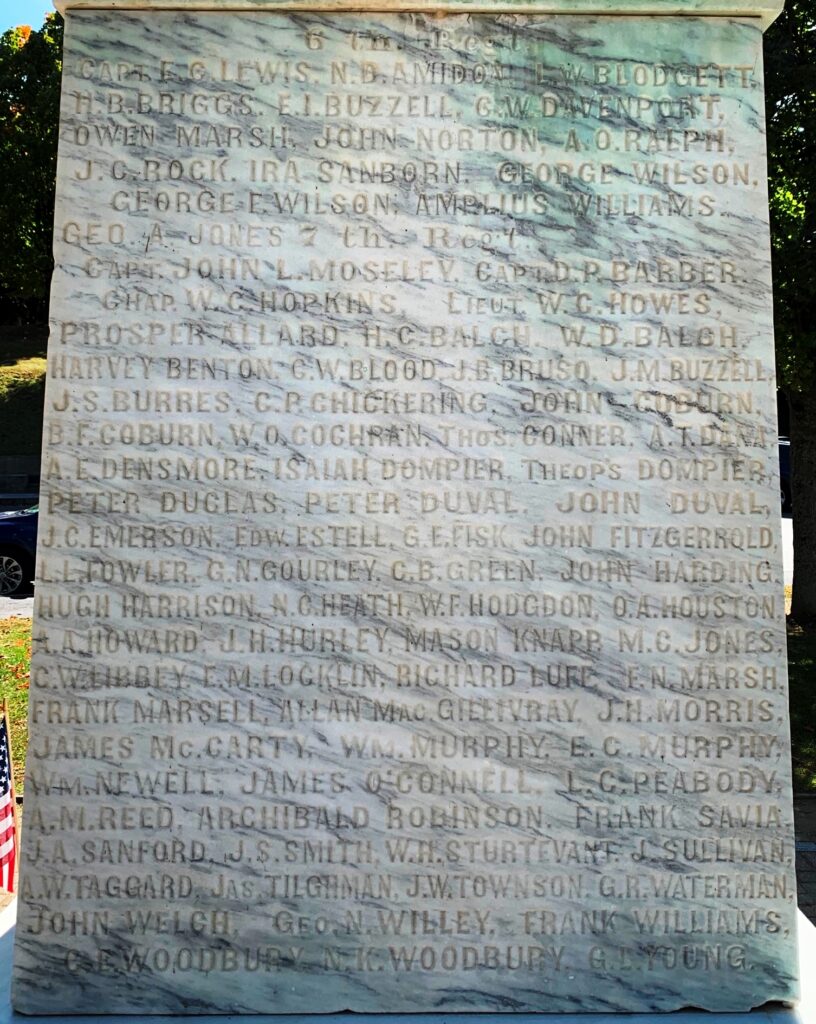 6 th. Regt.
CAPT. E.G. LEWIS, N.B. AMIDON, L.W. BLODGETT,
H.B. BRIGGS, E.I. BUZZELL, C.W. DAVENPORT,
OWEN MARSH, JOHN NORTON, A.O. RALPH,
J.C. ROCK, IRA SANBORN, GEORGE WILSON,
GEORGE F. WILSON, AMPLIUS WILLIAMS.
GEO. A. JONES 7 th. Reg't.
CAPT. JOHN L. MOSELEY, CAPT. D.P. BARBER,
CHAP. W.C. HOPKINS, LIEUT. W.C. HOWES,
PROSPER ALLARD, H.C. BALCH, W.D. BALCH,
HARVEY BENTON, C.W. BLOOD, J.B. BRUSO, J.M. BUZZELL,
J.S. BURRES, C.P. CHICKERING, JOHN COBURN,
B.F. COBURN, W.O. COCHRAN, THOS. CONNER, A.T. DANA,
A.E. DENSMORE, ISAIAH DOMPIER, THEOP'S DOMPIER,
PETER DUGLAS, PETER DUVAL, JOHN DUVAL,
J.C. EMERSON, EDW. ESTELL, G.E. FISK, JOHN FITZGERROLD,
L.L. FOWLER, G.N. GOURLEY, C.B. GREEN, JOHN HARDING,
HUGH HARRISON, N.C. HEATH, W.F. HODGDON, O.A. HOUSTON
A.A. HOWARD, J.H. HURLEY, MASON KNAPP, M.C. JONES,
C.W. LIBBEY, E.M. LOCKLIN, RICHARD LUFF, E.N. MARSH,
FRANK MARSELL, ALLAN MAC.GILLIVRAY, J.H. MORRIS,
JAMES MC.CARTY, WM. MURPHY, E.C. MURPHY,
WM. NEWELL, JAMES O'CONNELL, L.C. PEABODY,
A.M. REED, ARCHIBALD ROBINSON, FRANK SAVIA,
J.A. SANFORD, J.S. SMITH, W.H. STURTEVANT, J. SULLIVAN,
A.W. TAGGARD, JAS. TILGHMAN, J.W. TOWNSON, G.R. WATERMAN,
JOHN WELCH, GEO. N. WILLEY, FRANK WILLIAMS,
C.E. WOODBURY, N.K. WOODBURY, G.L. YOUNG.